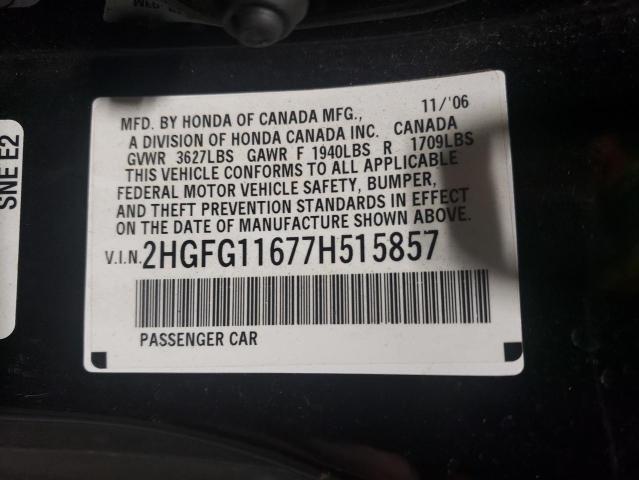 MFD. BY HONDA OF CANADA MFG., 11/'06
A DIVISION OF HONDA CANADA INC. CANADA
GVWR 3627LBS GAWR F 1940LBS R 1709LBS
THIS VEHICLE CONFORMS TO ALL APPLICABLE
FEDERAL MOTOR VEHICLE SAFETY, BUMPER,
AND THEFT PREVENTION STANDARDS IN EFFECT
ON THE DATE OF MANUFACTURE SHOWN ABOVE.
V.I.N. 2HGFG11677H515857
PASSENGER CAR
SNE E2